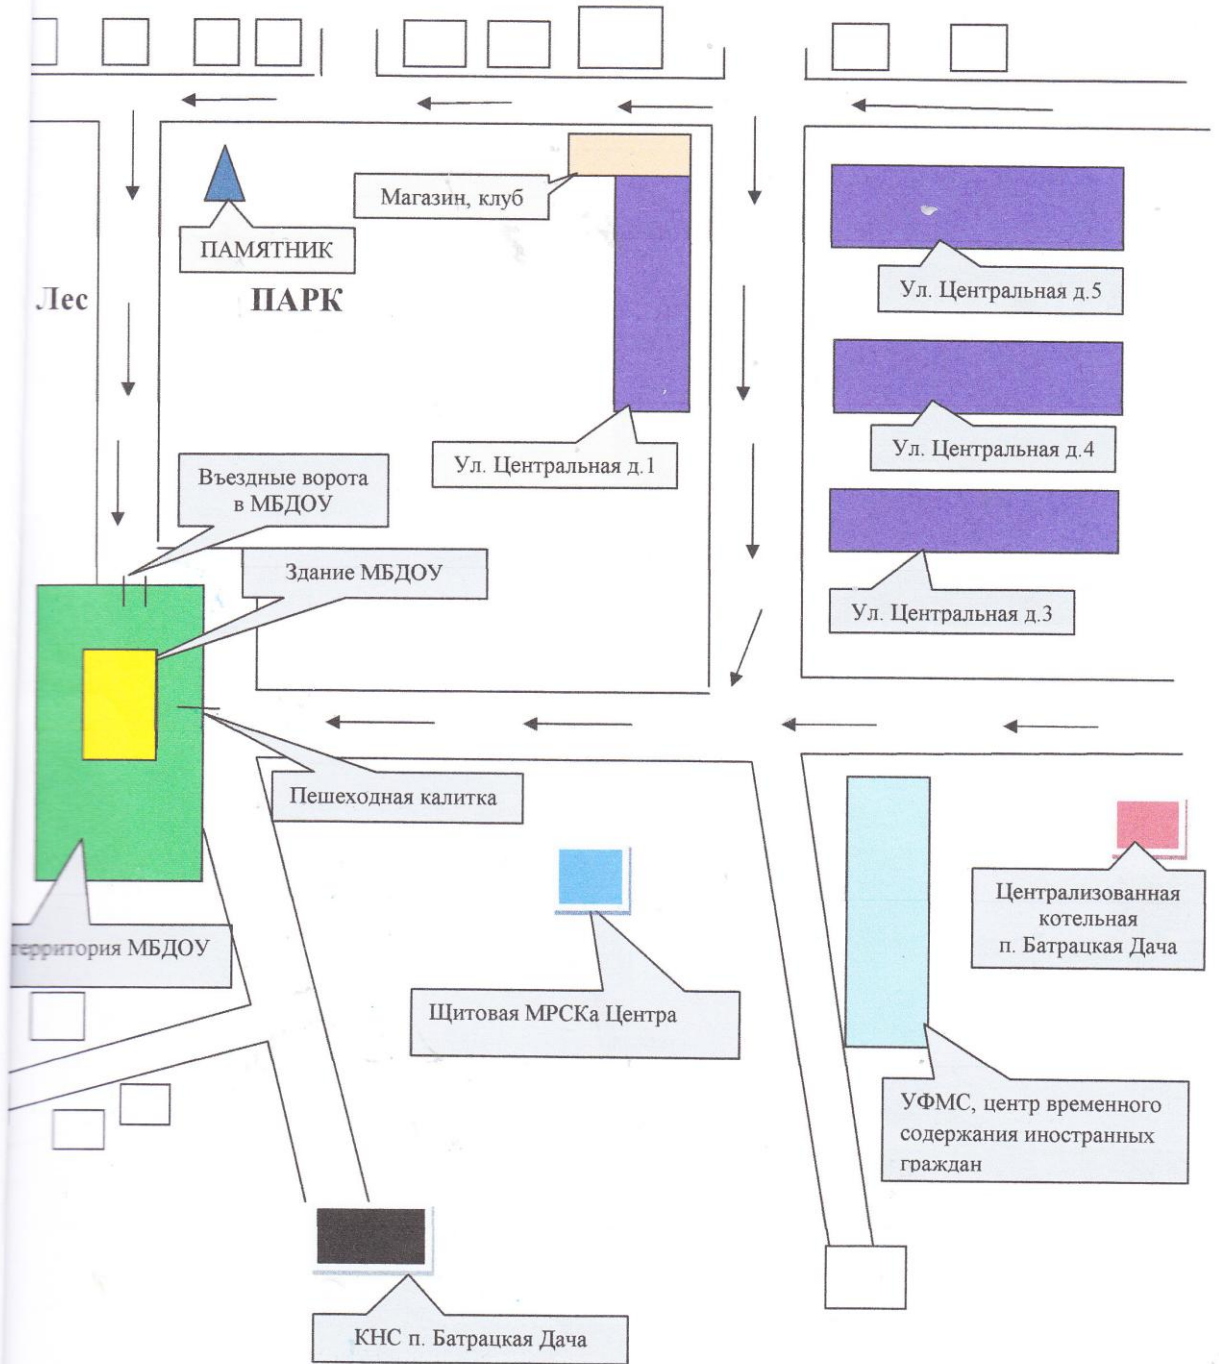 Магазин, клуб
ПАМЯТНИК
Лес
ПАРК
Ул. Центральная д.5
Ул. Центральная д.4
Ул. Центральная д.1
Въездные ворота
в МБДОУ
Здание МБДОУ
Ул. Центральная д.3
Пешеходная калитка
территория МБДОУ
Централизованная
котельная
п. Батрацкая Дача
Щитовая МРСКа Центра
УФМС, центр временного
содержания иностранных
граждан
КНС п. Батрацкая Дача